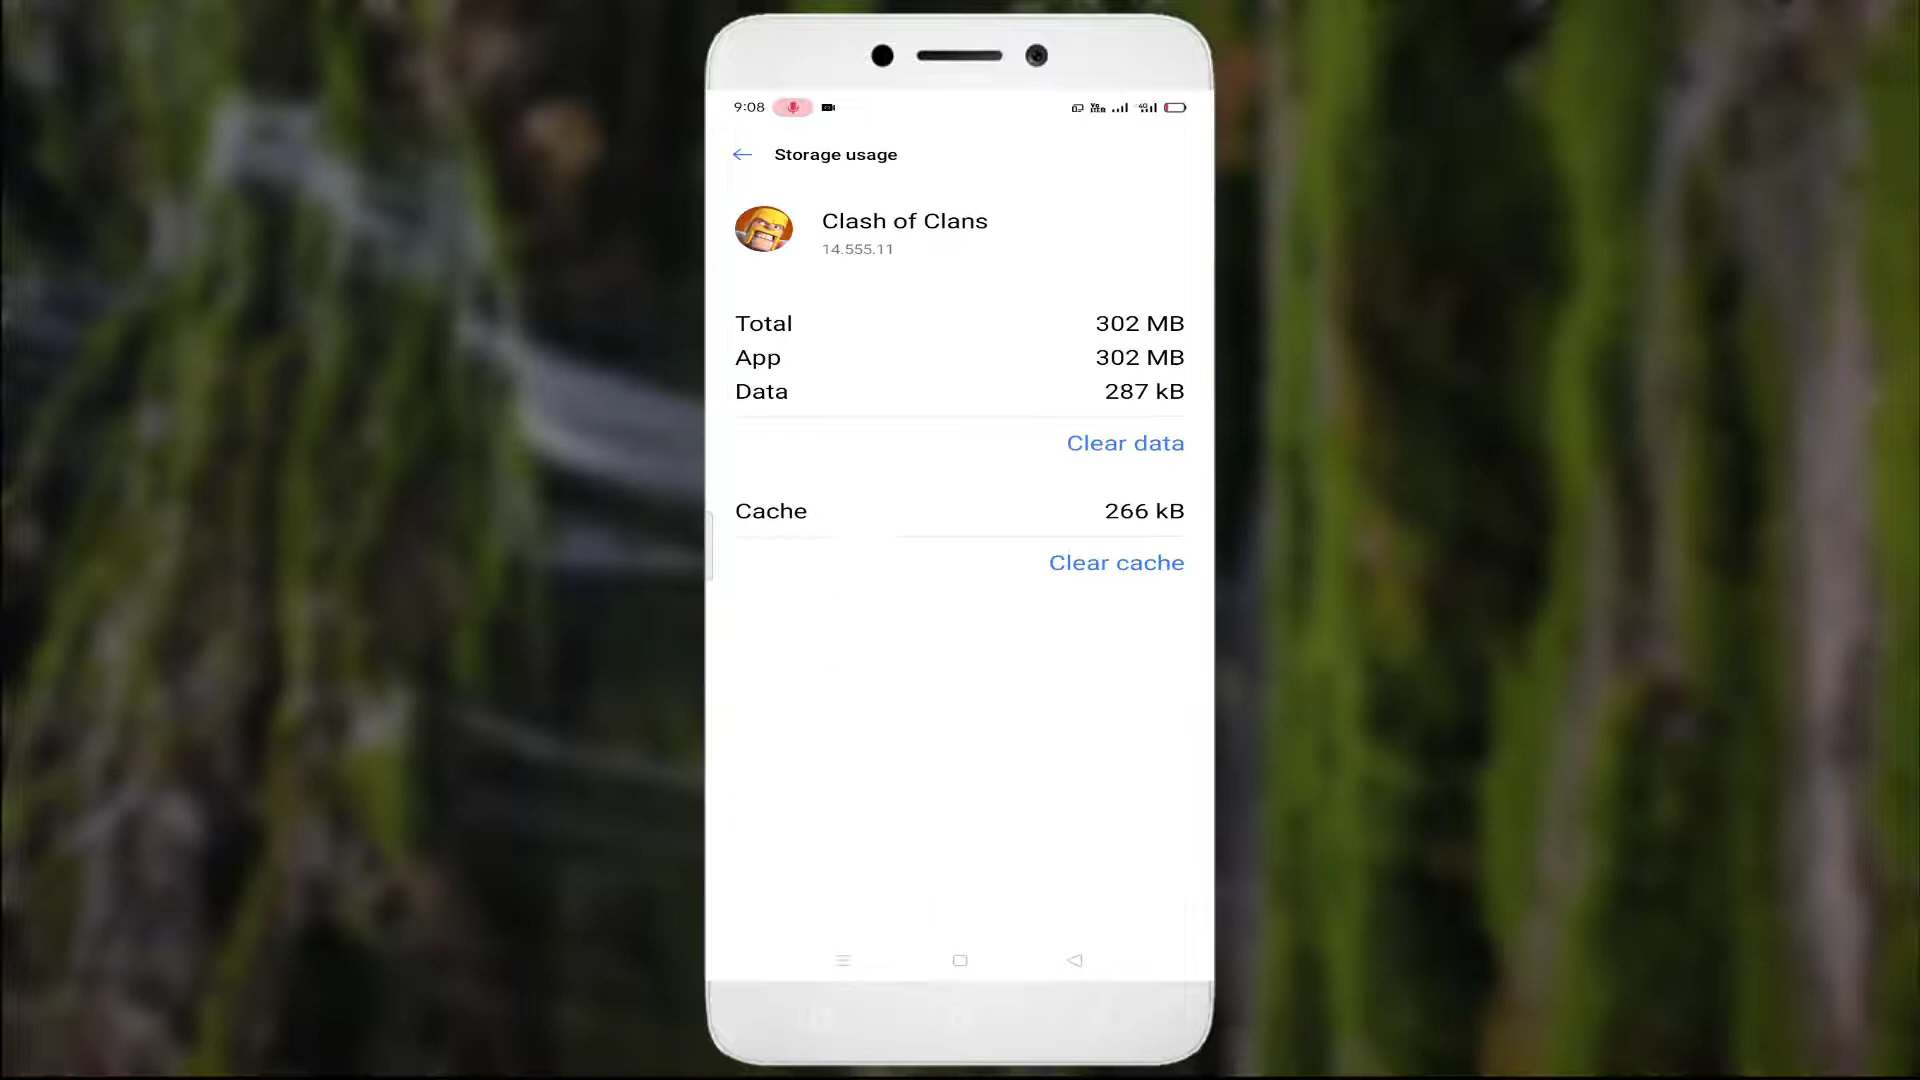 9:08
Storage usage
Clash of Clans
14.555.11
Total 302 MB
App 302 MB
Data 287 kB
Clear data
Cache 266 kB
Clear cache